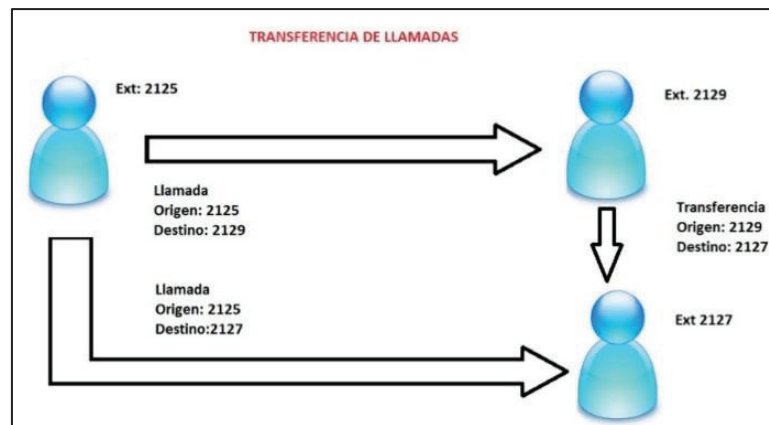 TRANSFERENCIA DE LLAMADAS
Ext: 2125
Ext. 2129
Llamada
Origen: 2125
Destino: 2129
Transferencia
Origen: 2129
Destino: 2127
Llamada
Origen: 2125
Destino:2127
Ext 2127